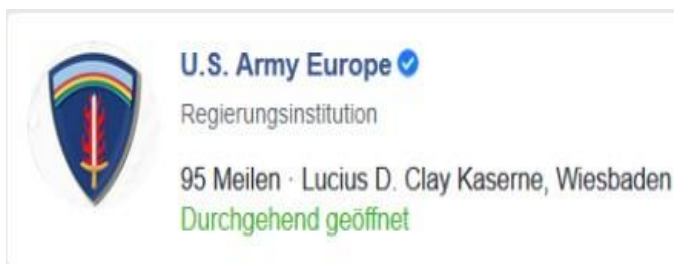 U.S. Army Europe
Regierungsinstitution
95 Meilen · Lucius D. Clay Kaserne, Wiesbaden
Durchgehend geöffnet